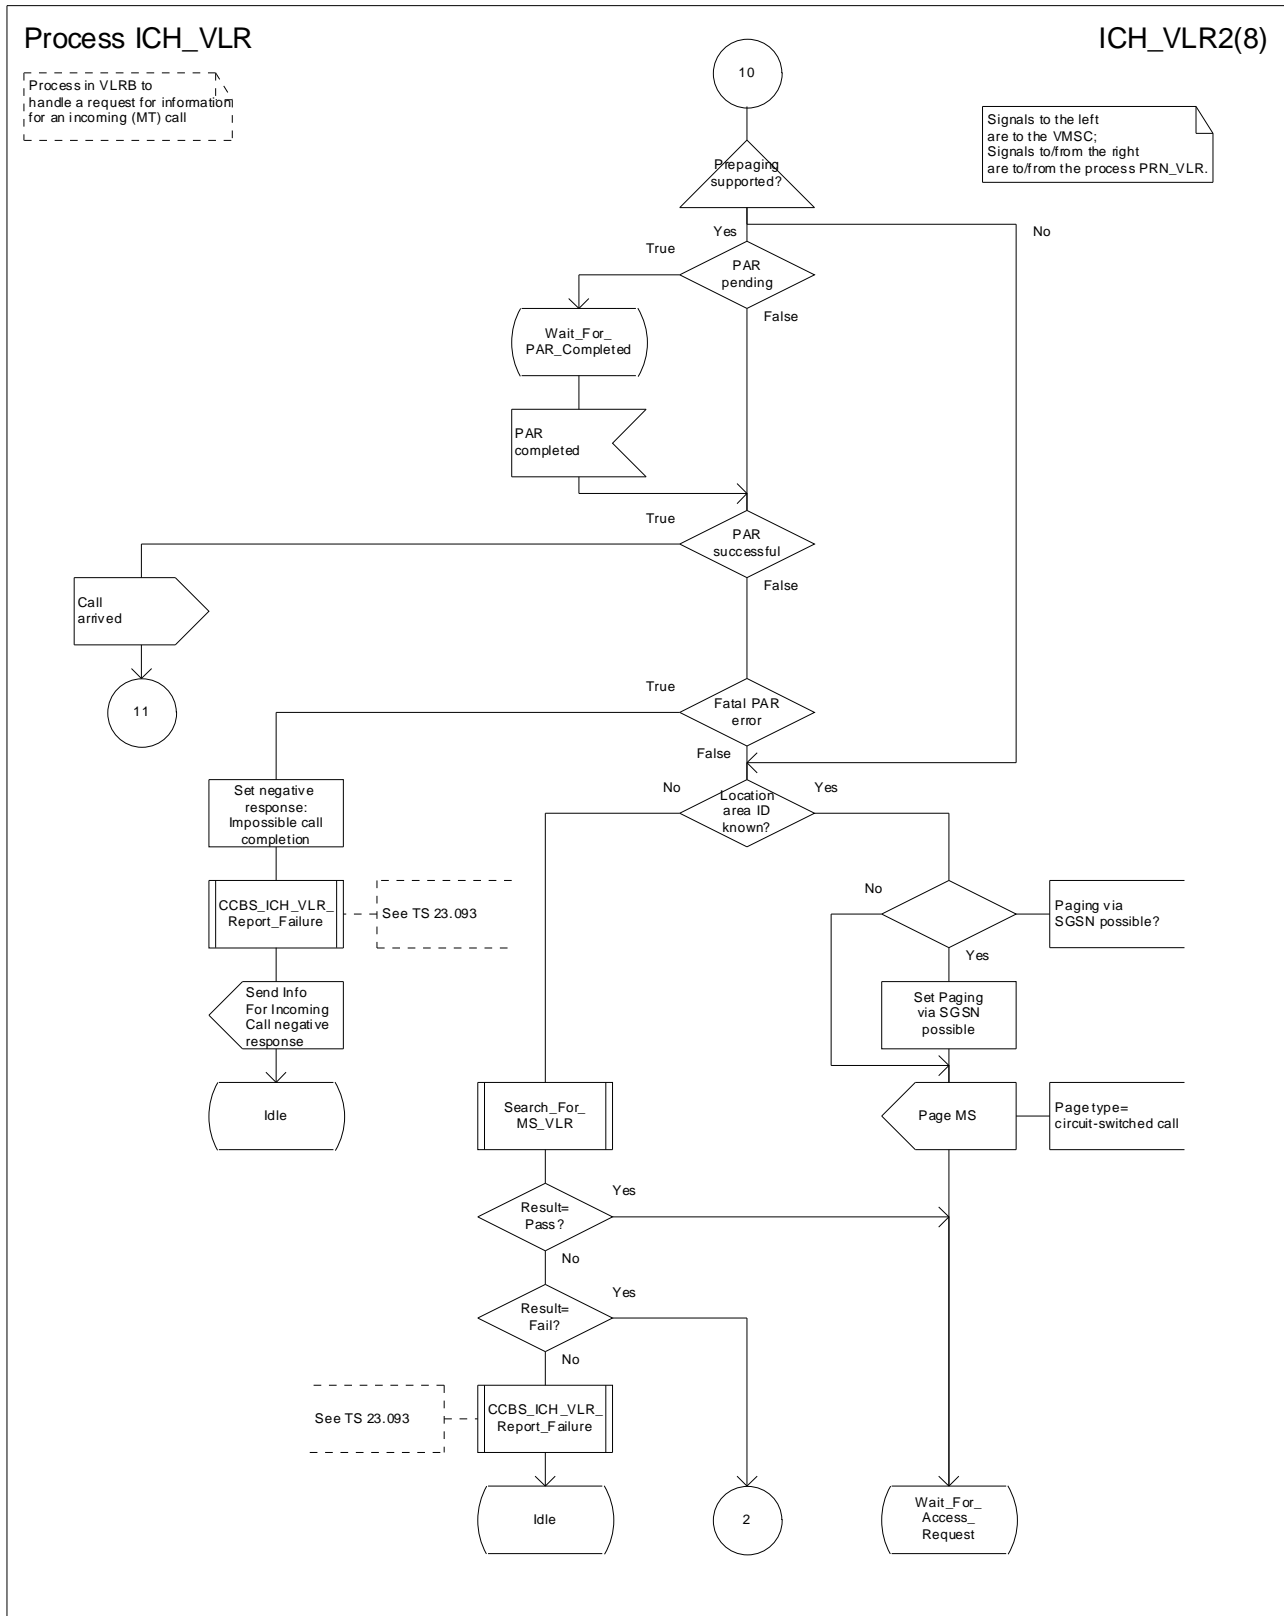 Process ICH_VLR
ICH_VLR2(8)
Process in VLRB to
handle a request for information
for an incoming (MT) call
10
Signals to the left
are to the VMSC;
Signals to/from the right
are to/from the process PRN_VLR.
Prepaging
supported?
Yes
No
True
PAR
pending
False
Wait_For_
PAR_Completed
PAR
completed
True
PAR
successful
False
Call
arrived
11
True
Fatal PAR
error
False
No
Yes
Location
area ID
known?
Set negative
response:
Impossible call
completion
CCBS_ICH_VLR_
Report_Failure
See TS 23.093
No
Paging via
SGSN possible?
Yes
Send Info
For Incoming
Call negative
response
Set Paging
via SGSN
possible
Idle
Search_For_
MS_VLR
Page MS
Page type=
circuit-switched call
Result=
Pass?
Yes
No
Result=
Fail?
Yes
No
See TS 23.093
CCBS_ICH_VLR_
Report_Failure
Idle
2
Wait_For_
Access_
Request